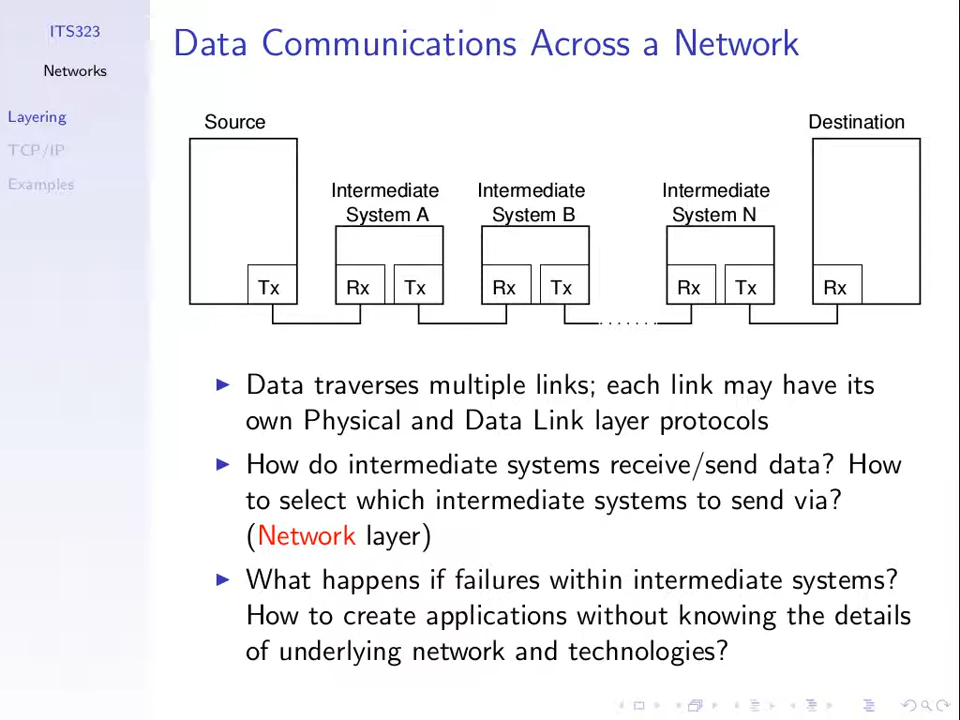 ITS323
Networks
Layering
TCP/IP
Examples
Data Communications Across a Network
Source
Destination
Intermediate
System A
Intermediate
System B
Intermediate
System N
Tx
Rx
Tx
Rx
Tx
Rx
Tx
Rx
Data traverses multiple links; each link may have its
own Physical and Data Link layer protocols
How do intermediate systems receive/send data? How
to select which intermediate systems to send via?
(Network layer)
What happens if failures within intermediate systems?
How to create applications without knowing the details
of underlying network and technologies?